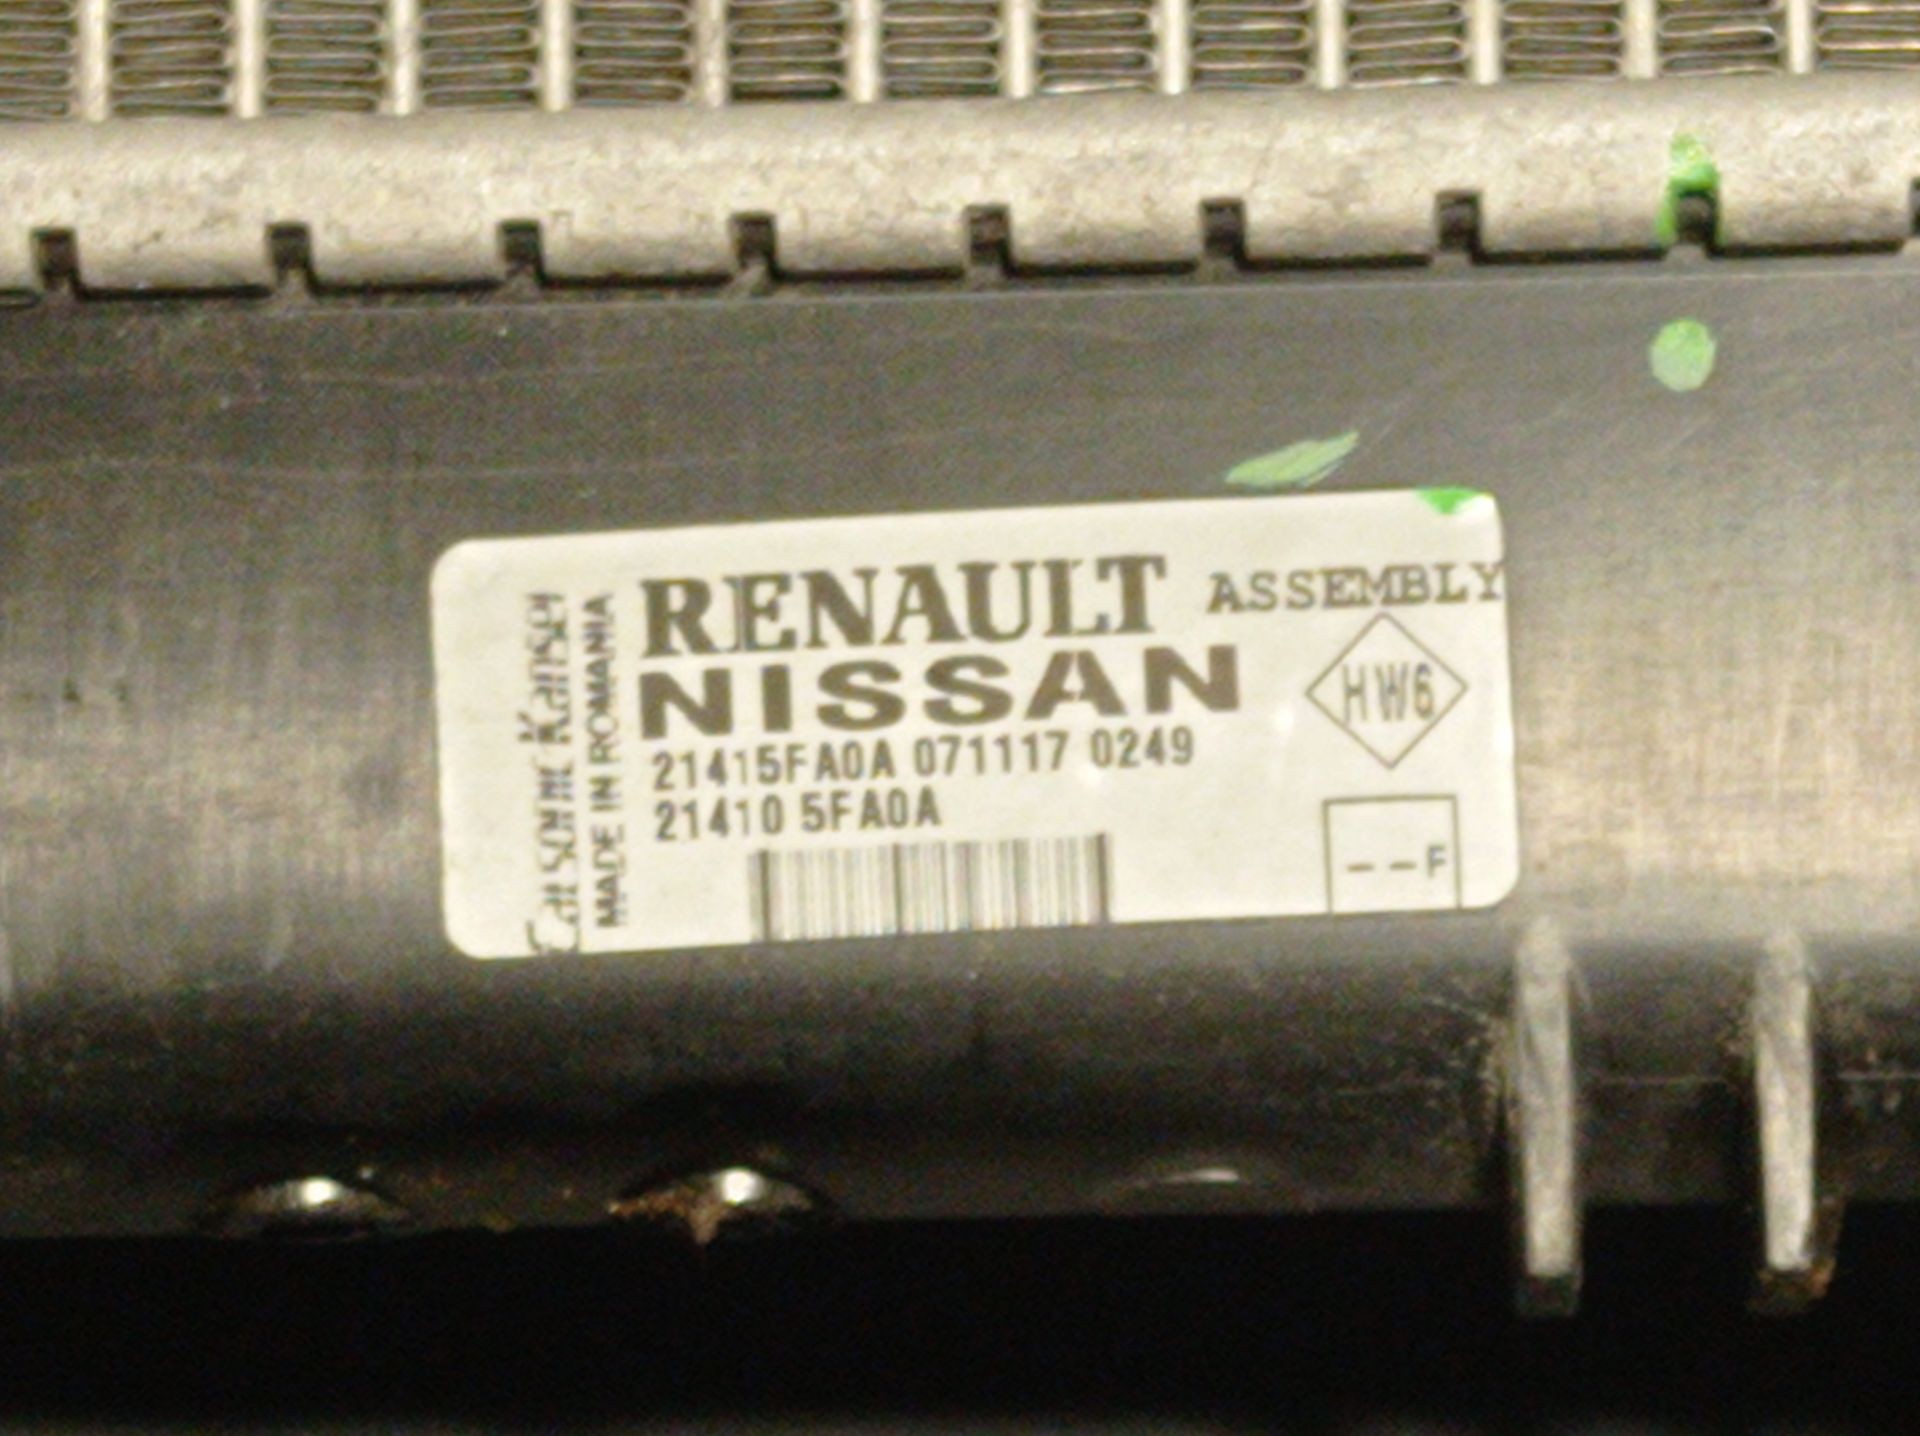 RENAULT ASSEMBLY
NISSAN
HW6
21415FA0A 071117 0249
21410 5FA0A
--F
Calsonic Kansei
MADE IN ROMANIA